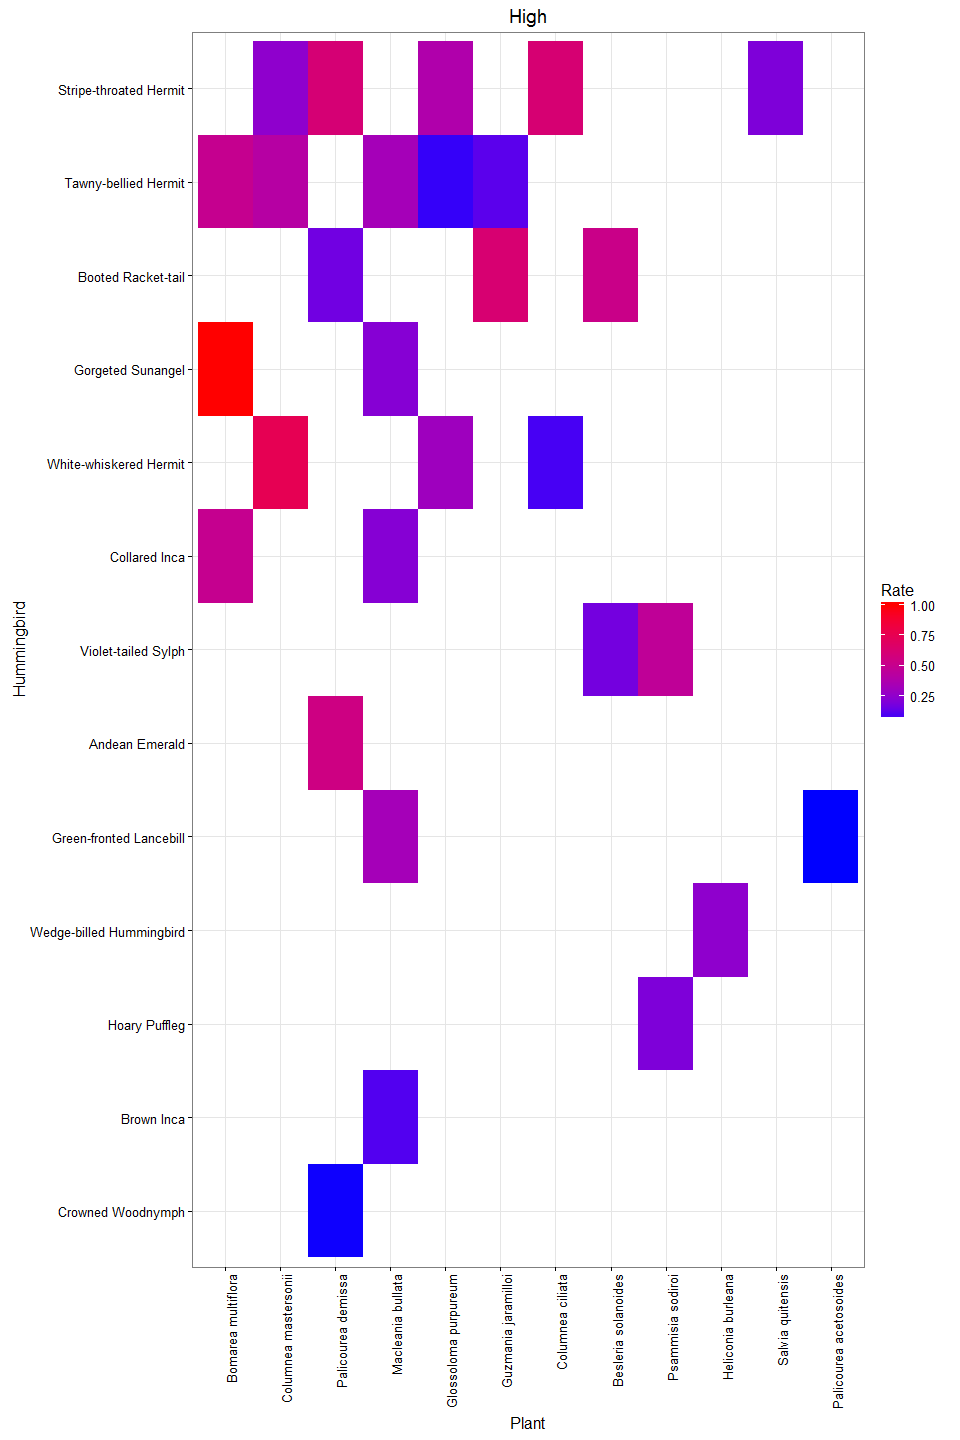 High
Stripe-throated Hermit
Tawny-bellied Hermit
Booted Racket-tail
Gorgeted Sunangel
White-whiskered Hermit
Collared Inca
Violet-tailed Sylph
Andean Emerald
Green-fronted Lancebill
Wedge-billed Hummingbird
Hoary Puffleg
Brown Inca
Crowned Woodnymph
Hummingbird
Bomarea multiflora
Columnea mastersonii
Palicourea demissa
Macleania bullata
Glossoloma purpureum
Guzmania jaramilloi
Columnea ciliata
Besleria solanoides
Psammisia sodiroi
Heliconia burleana
Salvia quitensis
Palicourea acetosoides
Plant
Rate
1.00
0.75
0.50
0.25